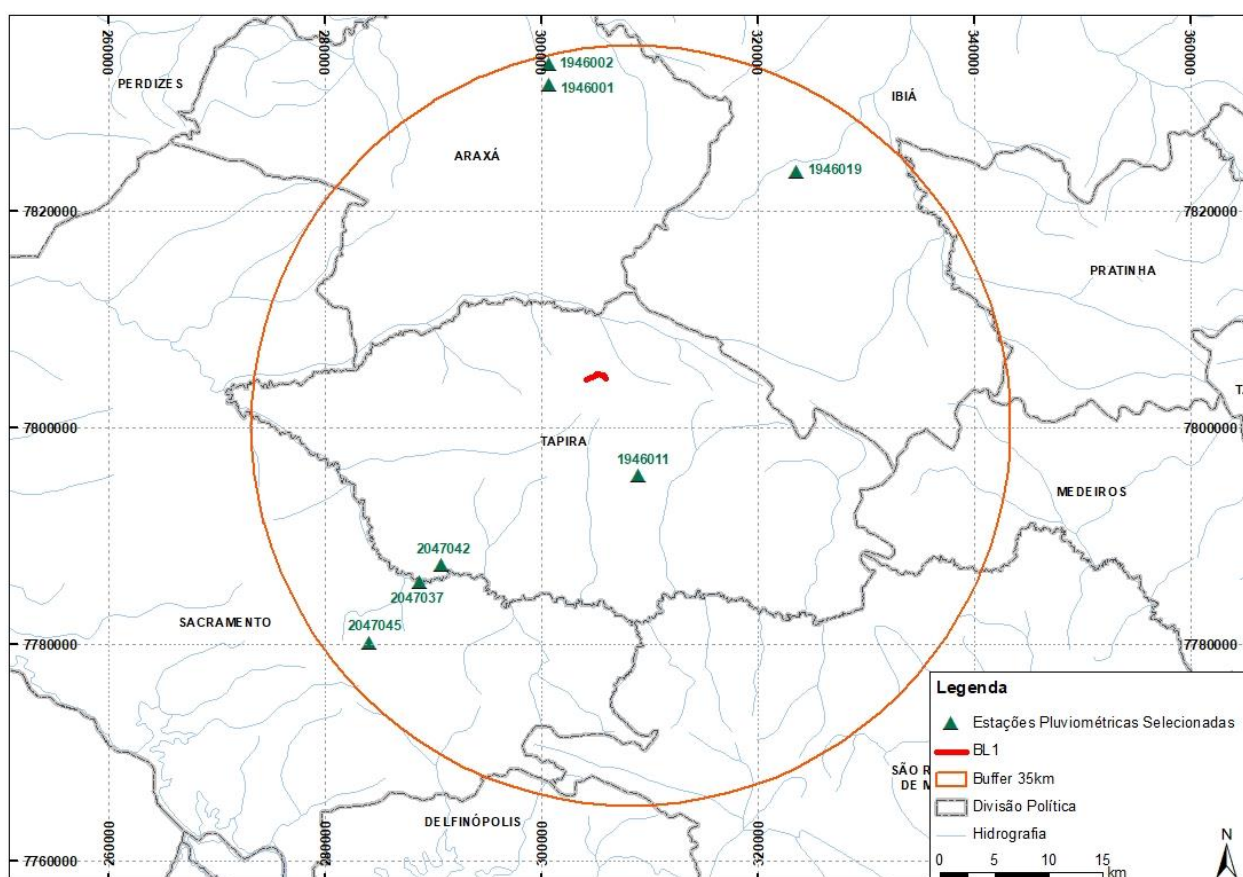 260000
280000
300000
320000
340000
360000
1946002
1946001
PERDIZES
IBIÁ
ARAXÁ
1946019
7820000
7820000
PRATINHA
7800000
7800000
TAPIRA
1946011
MEDEIROS
2047042
2047037
SACRAMENTO
2047045
7780000
7780000
SÃO R
DE M
DELFINÓPOLIS
260000
280000
300000
320000
7760000
Legenda
Estações Pluviométricas Selecionadas
BL1
Buffer 35km
Divisão Política
Hidrografia
N
0 5 10 15
km